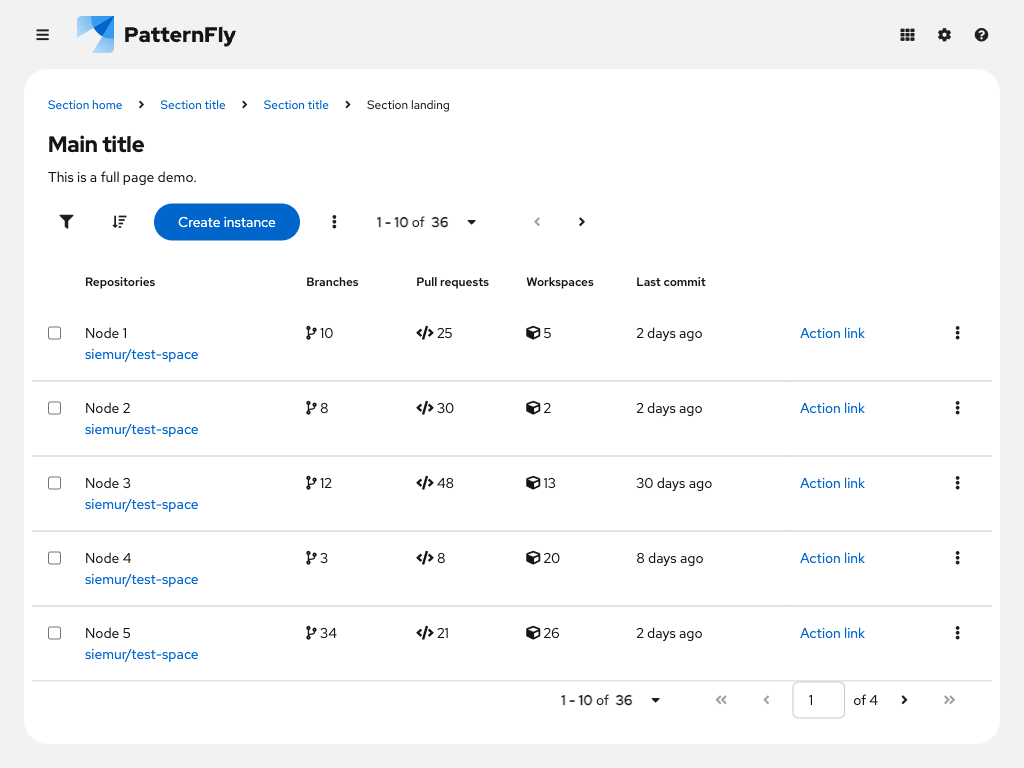 PatternFly
Section home Section title Section title Section landing
Main title
This is a full page demo.
Create instance 1 - 10 of 36
Repositories Branches Pull requests Workspaces Last commit
Node 1 10 25 5 2 days ago Action link
siemur/test-space
Node 2 8 30 2 2 days ago Action link
siemur/test-space
Node 3 12 48 13 30 days ago Action link
siemur/test-space
Node 4 3 8 20 8 days ago Action link
siemur/test-space
Node 5 34 21 26 2 days ago Action link
siemur/test-space
1 - 10 of 36 1 of 4